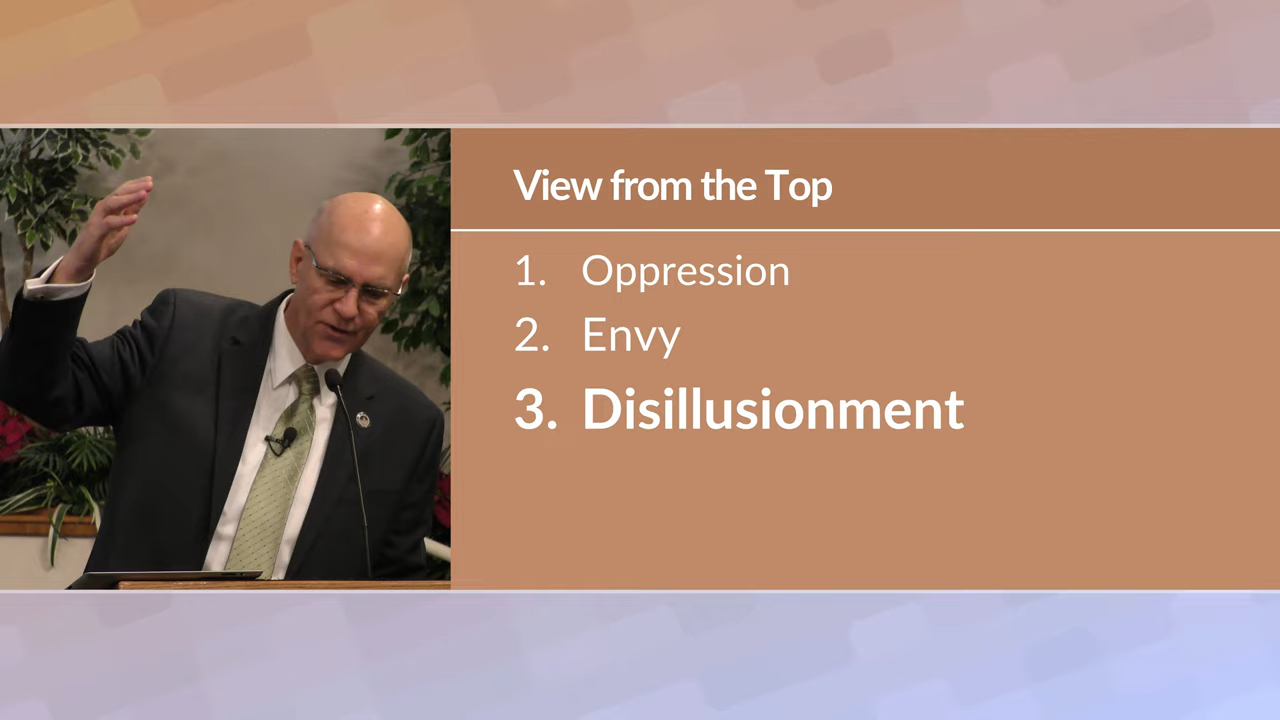 View from the Top
1. Oppression
2. Envy
3. Disillusionment